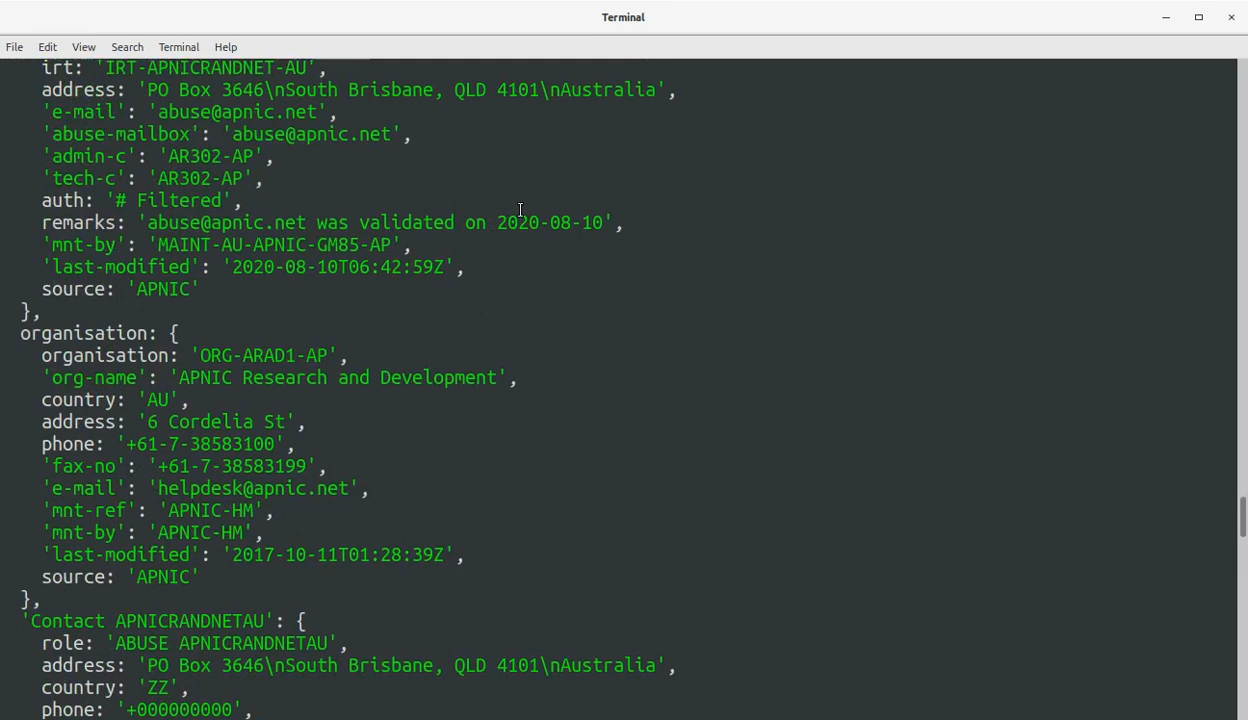 Terminal
File Edit View Search Terminal Help
irt: 'IRT-APNICRANDNET-AU',
address: 'PO Box 3646\nSouth Brisbane, QLD 4101\nAustralia',
'e-mail': 'abuse@apnic.net',
'abuse-mailbox': 'abuse@apnic.net',
'admin-c': 'AR302-AP',
'tech-c': 'AR302-AP',
auth: '# Filtered',
remarks: 'abuse@apnic.net was validated on 2020-08-10',
'mnt-by': 'MAINT-AU-APNIC-GM85-AP',
'last-modified': '2020-08-10T06:42:59Z',
source: 'APNIC'
},
organisation: {
organisation: 'ORG-ARAD1-AP',
'org-name': 'APNIC Research and Development',
country: 'AU',
address: '6 Cordelia St',
phone: '+61-7-38583100',
'fax-no': '+61-7-38583199',
'e-mail': 'helpdesk@apnic.net',
'mnt-ref': 'APNIC-HM',
'mnt-by': 'APNIC-HM',
'last-modified': '2017-10-11T01:28:39Z',
source: 'APNIC'
},
'Contact APNICRANDNETAU': {
role: 'ABUSE APNICRANDNETAU',
address: 'PO Box 3646\nSouth Brisbane, QLD 4101\nAustralia',
country: 'ZZ',
phone: '+000000000',